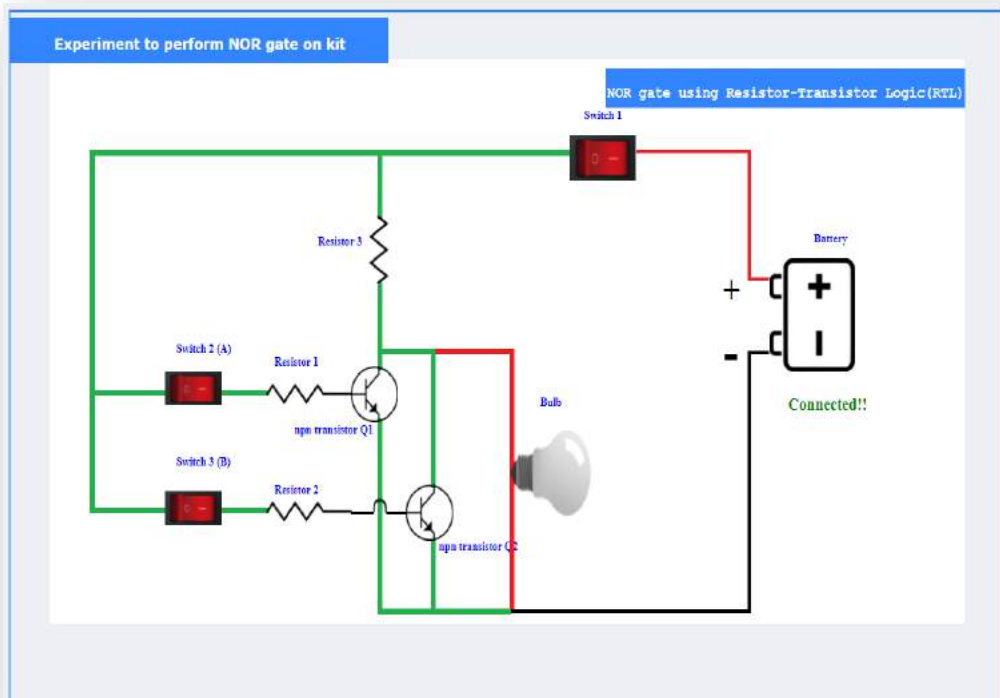 Experiment to perform NOR gate on kit
NOR gate using Resistor-Transistor Logic(RTL)
Switch 1
Resistor 3
Battery
+
-
Switch 2 (A)
Resistor 1
npn transistor Q1
Bulb
Connected!!
Switch 3 (B)
Resistor 2
npn transistor Q2